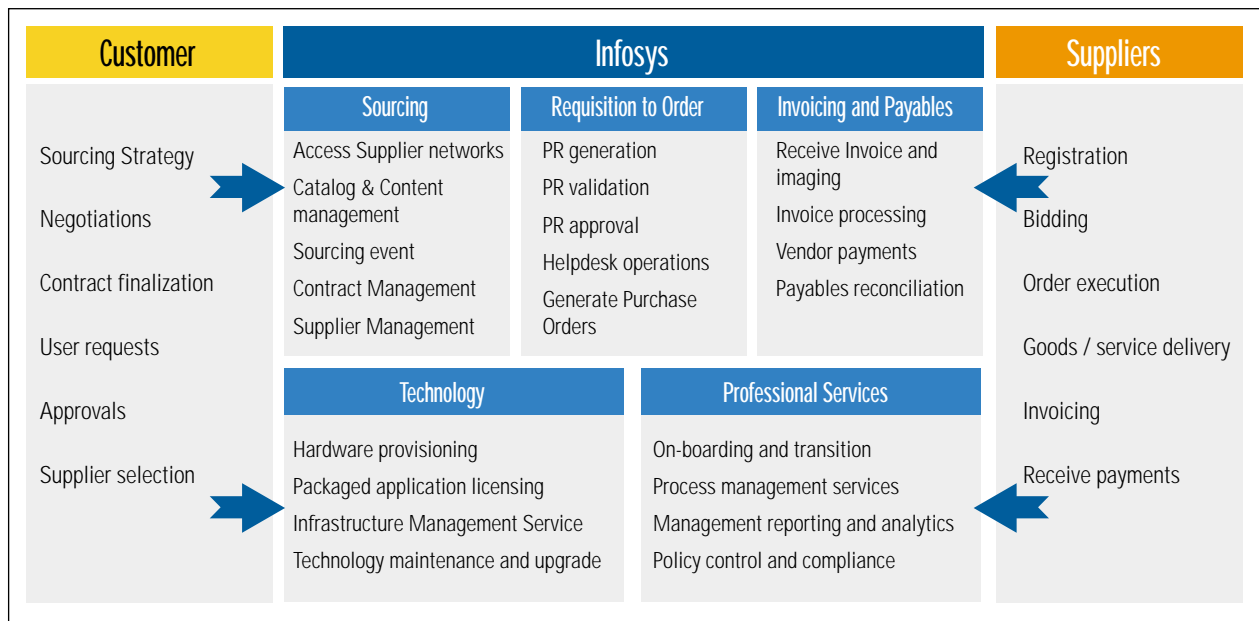 Customer
Sourcing Strategy
Negotiations
Contract finalization
User requests
Approvals
Supplier selection
Infosys
Sourcing
Access Supplier networks
Catalog & Content
management
Sourcing event
Contract Management
Supplier Management
Requisition to Order
PR generation
PR validation
PR approval
Helpdesk operations
Generate Purchase
Orders
Invoicing and Payables
Receive Invoice and
imaging
Invoice processing
Vendor payments
Payables reconciliation
Technology
Hardware provisioning
Packaged application licensing
Infrastructure Management Service
Technology maintenance and upgrade
Professional Services
On-boarding and transition
Process management services
Management reporting and analytics
Policy control and compliance
Suppliers
Registration
Bidding
Order execution
Goods / service delivery
Invoicing
Receive payments